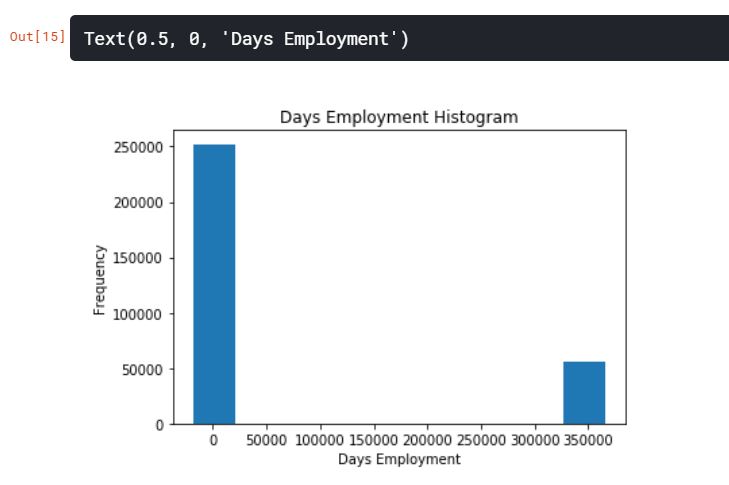 Out[15]
Text(0.5, 0, 'Days Employment')
Days Employment Histogram
250000
200000
150000
100000
50000
0
Frequency
0 50000 100000 150000 200000 250000 300000 350000
Days Employment